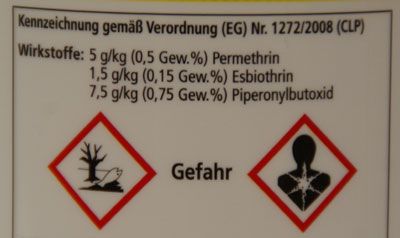 Kennzeichnung gemäß Verordnung (EG) Nr. 1272/2008 (CLP)
Wirkstoffe: 5 g/kg (0,5 Gew.%) Permethrin
1,5 g/kg (0,15 Gew.%) Esbiothrin
7,5 g/kg (0,75 Gew.%) Piperonylbutoxid
Gefahr